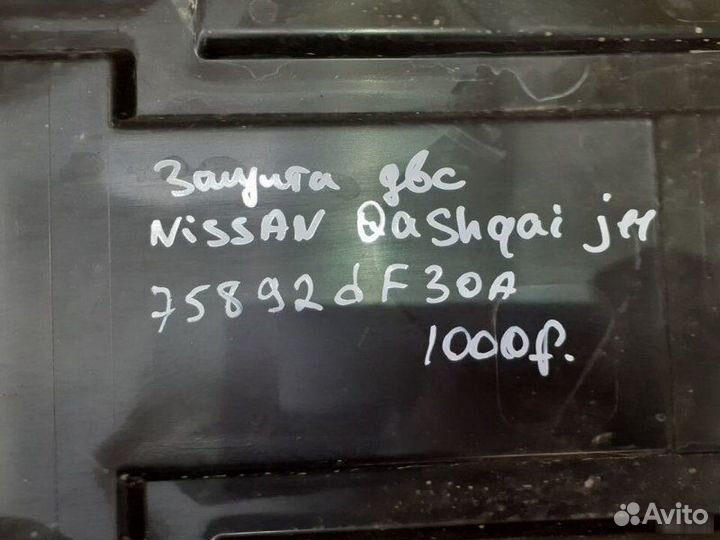 Защита двс
NissAN QaShqai j11
75892dF30A
1000р.
Avito